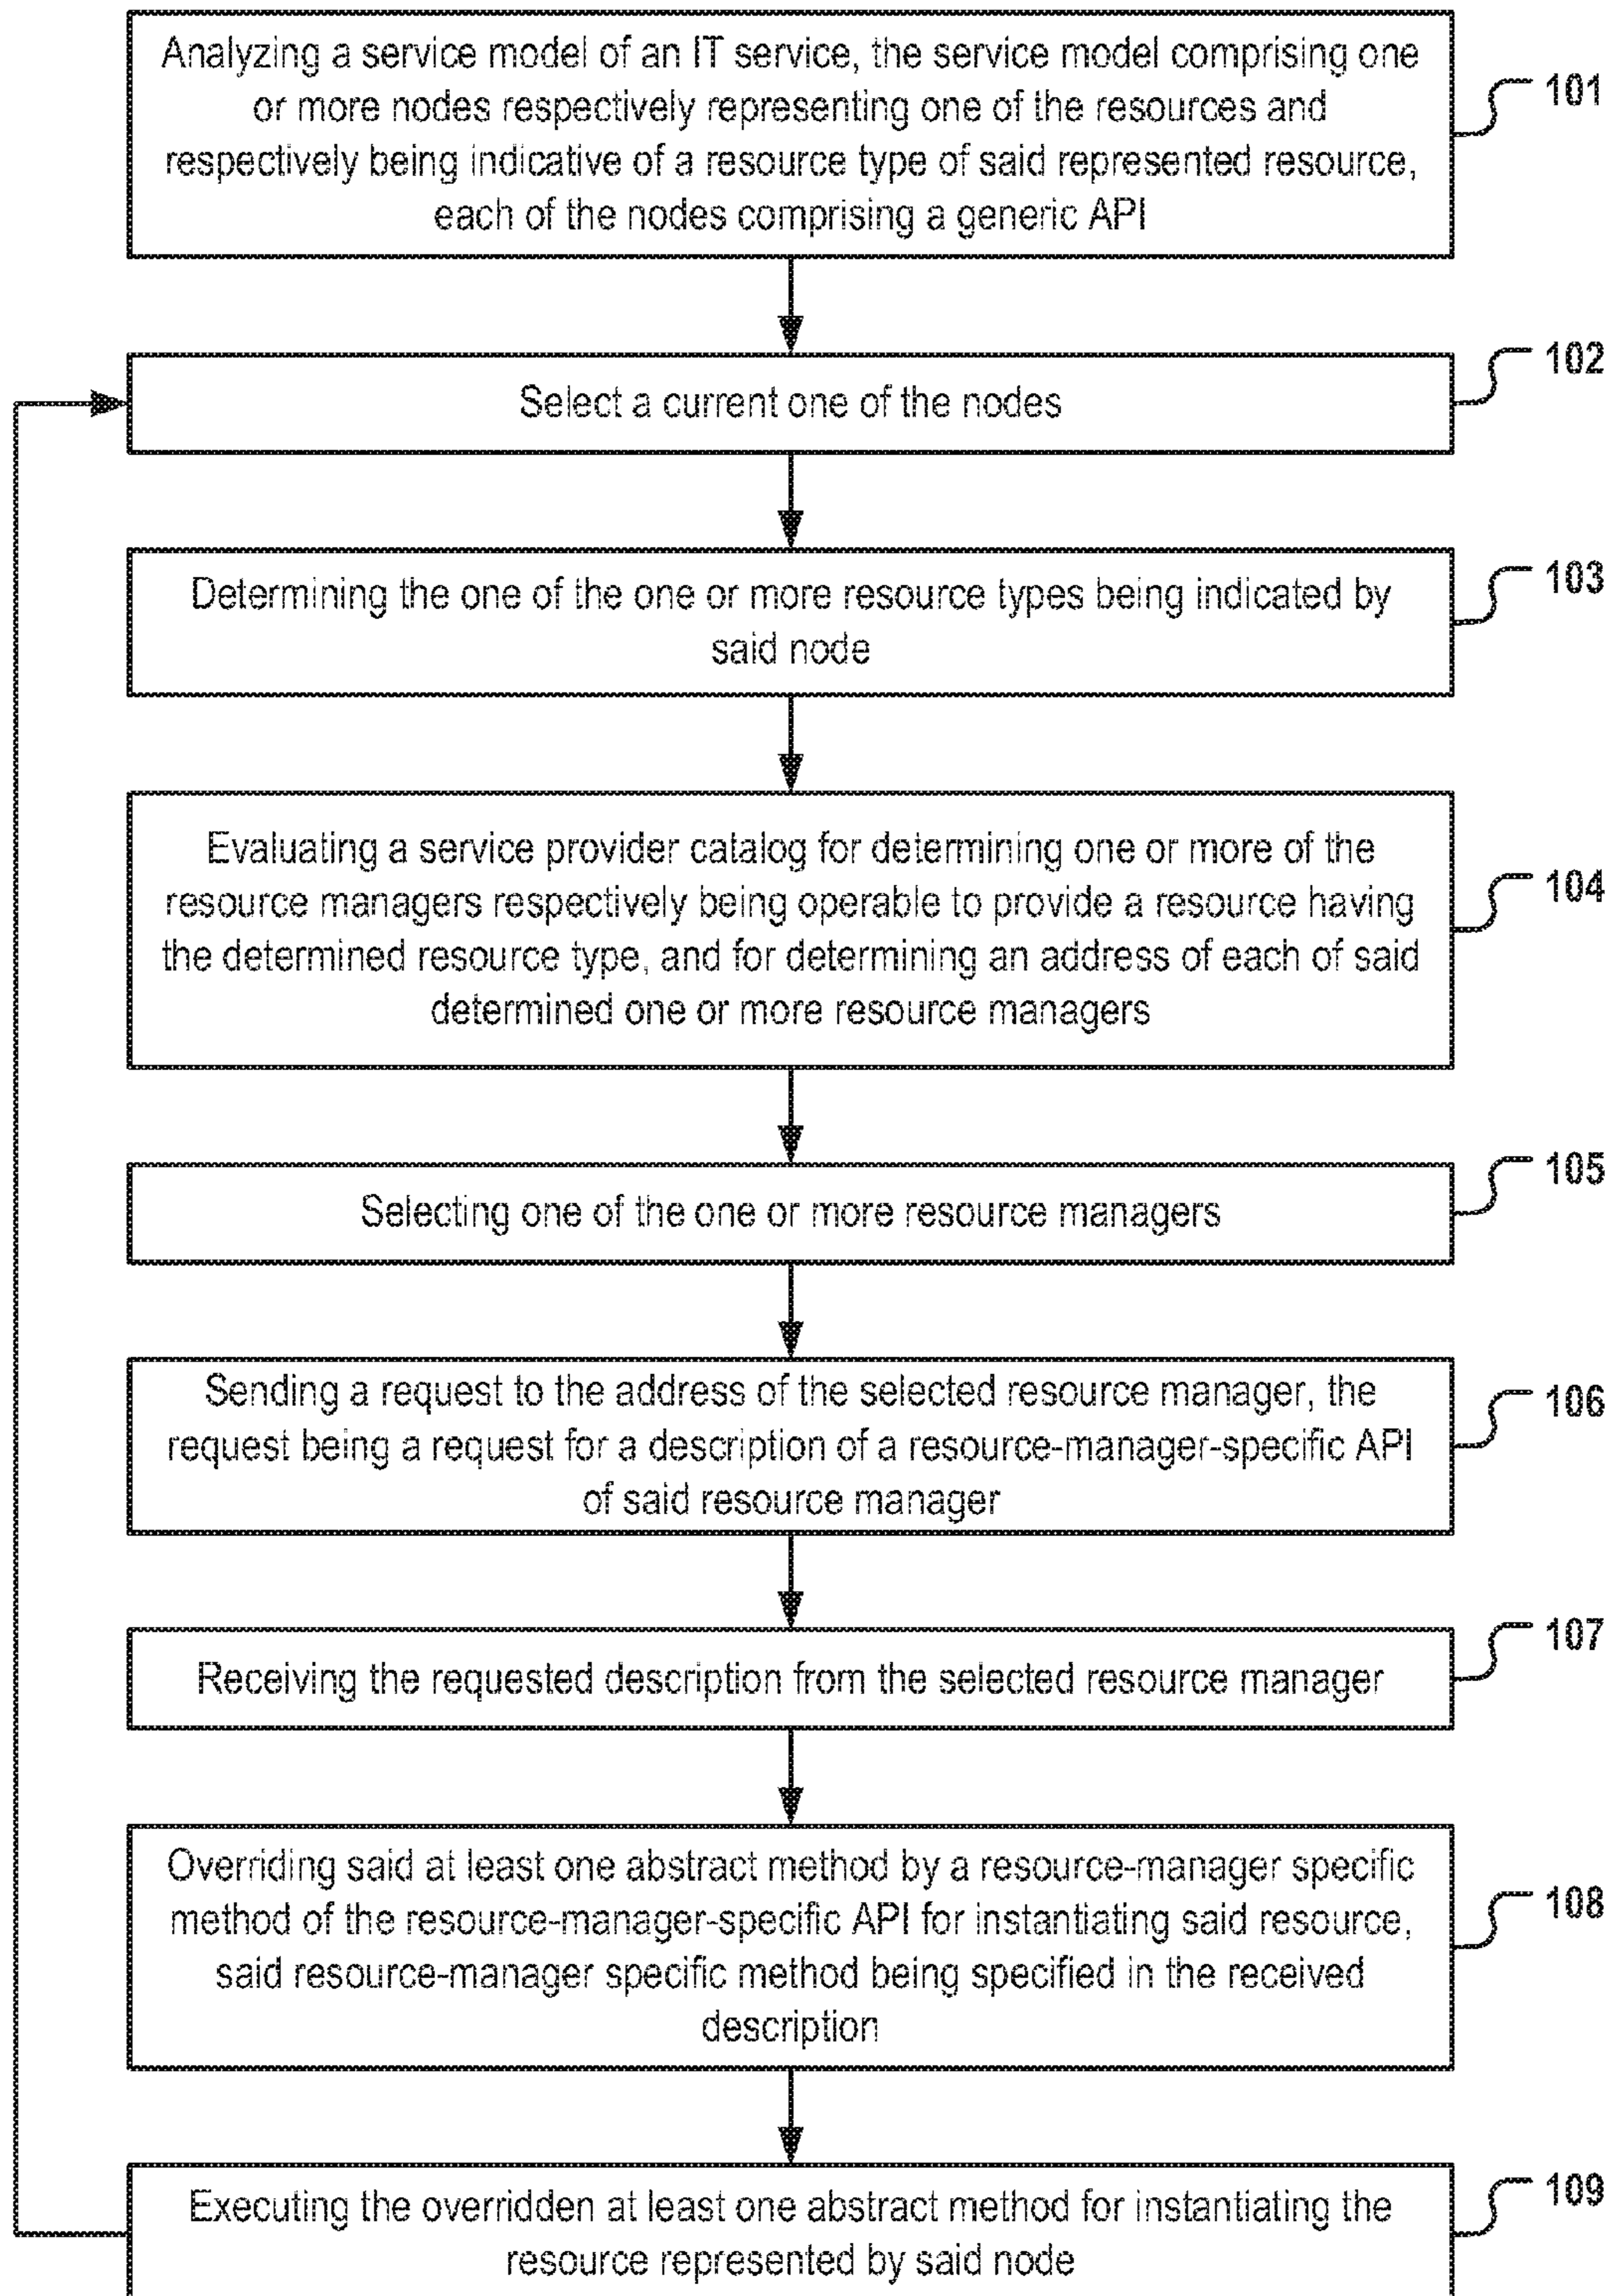 Analyzing a service model of an IT service, the service model comprising one
or more nodes respectively representing one of the resources and
respectively being indicative of a resource type of said represented resource,
each of the nodes comprising a generic API
101
Select a current one of the nodes
102
Determining the one of the one or more resource types being indicated by
said node
103
Evaluating a service provider catalog for determining one or more of the
resource managers respectively being operable to provide a resource having
the determined resource type, and for determining an address of each of said
determined one or more resource managers
104
Selecting one of the one or more resource managers
105
Sending a request to the address of the selected resource manager, the
request being a request for a description of a resource-manager-specific API
of said resource manager
106
Receiving the requested description from the selected resource manager
107
Overriding said at least one abstract method by a resource-manager specific
method of the resource-manager-specific API for instantiating said resource,
said resource-manager specific method being specified in the received
description
108
Executing the overridden at least one abstract method for instantiating the
resource represented by said node
109